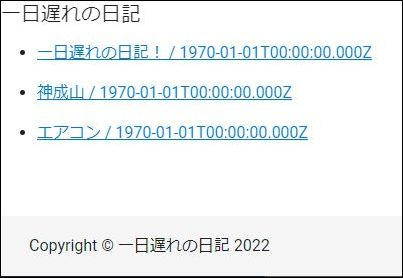 一日遅れの日記
一日遅れの日記！ / 1970-01-01T00:00:00.000Z
神成山 / 1970-01-01T00:00:00.000Z
エアコン / 1970-01-01T00:00:00.000Z
Copyright © 一日遅れの日記 2022